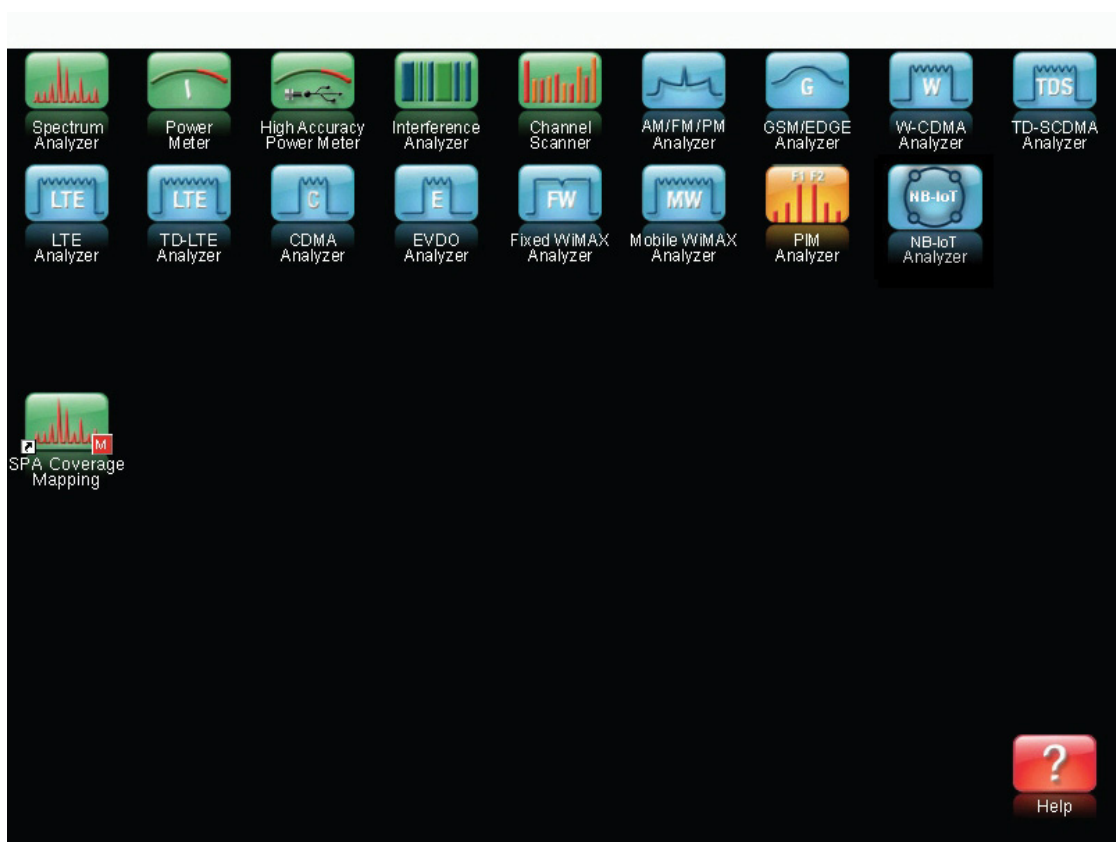 G
W
TDS
Spectrum
Analyzer
Power
Meter
High Accuracy
Power Meter
Interference
Analyzer
Channel
Scanner
AM/FM/PM
Analyzer
GSM/EDGE
Analyzer
W-CDMA
Analyzer
TD-SCDMA
Analyzer
LTE
LTE
C
E
FW
MW
F1 F2
NB-IoT
LTE
Analyzer
TD-LTE
Analyzer
CDMA
Analyzer
EVDO
Analyzer
Fixed WiMAX
Analyzer
Mobile WiMAX
Analyzer
PIM
Analyzer
NB-IoT
Analyzer
M
SPA Coverage
Mapping
?
Help